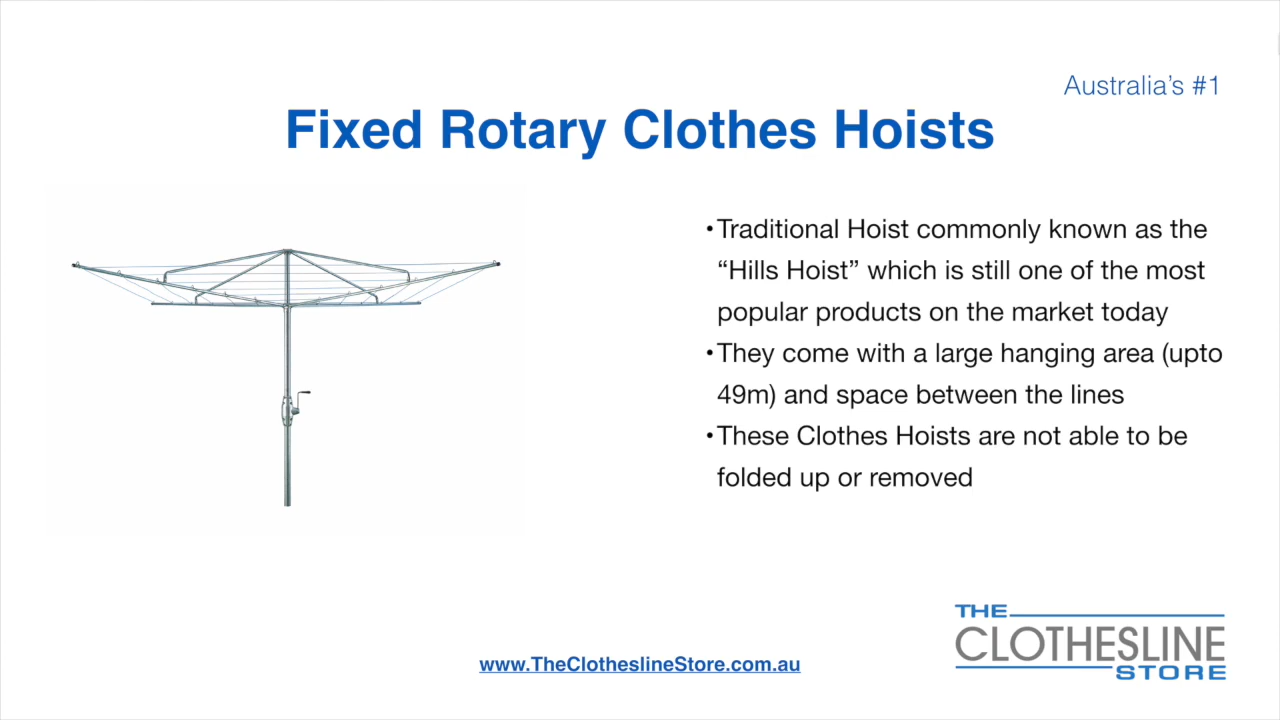 Australia’s #1
Fixed Rotary Clothes Hoists
•Traditional Hoist commonly known as the
“Hills Hoist” which is still one of the most
popular products on the market today
•They come with a large hanging area (upto
49m) and space between the lines
•These Clothes Hoists are not able to be
folded up or removed
THE
CLOTHESLINE
STORE
www.TheClotheslineStore.com.au